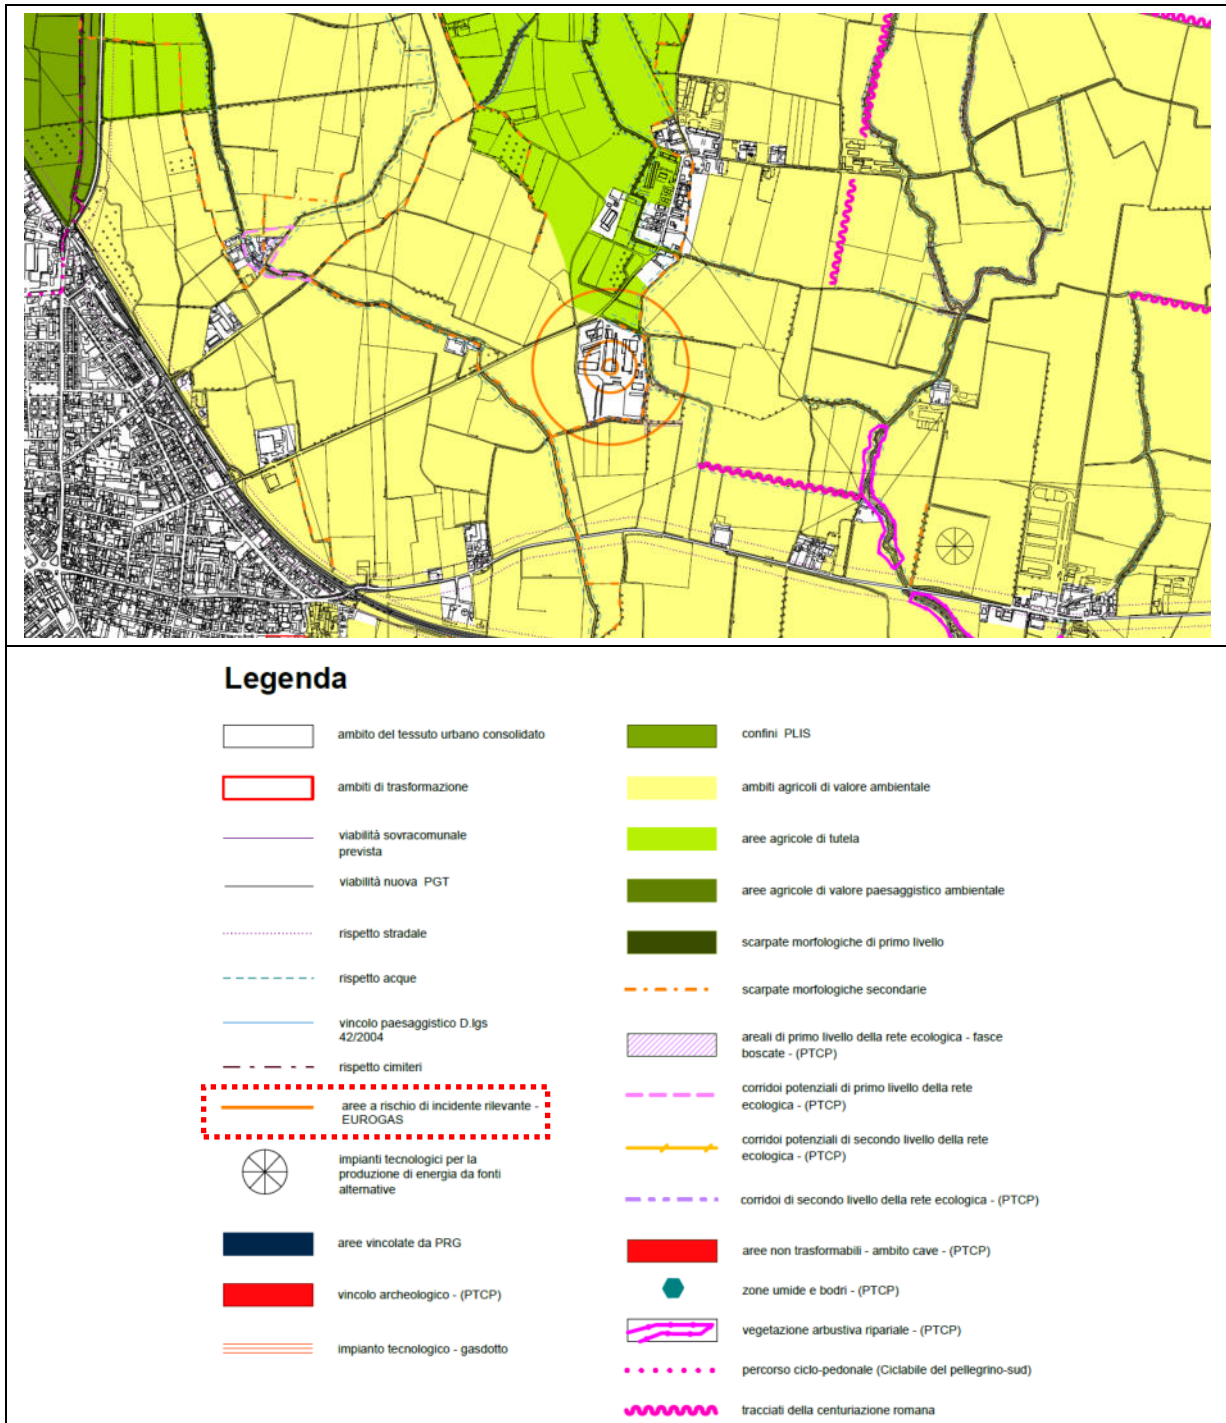 Legenda
ambito del tessuto urbano consolidato
ambiti di trasformazione
viabilità sovracomunale
prevista
viabilità nuova PGT
rispetto stradale
rispetto acque
vincolo paesaggistico D.lgs
42/2004
rispetto cimiteri
aree a rischio di incidente rilevante -
EUROGAS
impianti tecnologici per la
produzione di energia da fonti
alternative
aree vincolate da PRG
vincolo archeologico - (PTCP)
impianto tecnologico - gasdotto
confini PLIS
ambiti agricoli di valore ambientale
aree agricole di tutela
aree agricole di valore paesaggistico ambientale
scarpate morfologiche di primo livello
scarpate morfologiche secondarie
areali di primo livello della rete ecologica - fasce
boscate - (PTCP)
corridoi potenziali di primo livello della rete
ecologica - (PTCP)
corridoi potenziali di secondo livello della rete
ecologica - (PTCP)
corridoi di secondo livello della rete ecologica - (PTCP)
aree non trasformabili - ambito cave - (PTCP)
zone umide e bodri - (PTCP)
vegetazione arbustiva ripariale - (PTCP)
percorso ciclo-pedonale (Ciclabile del pellegrino-sud)
tracciati della centuriazione romana